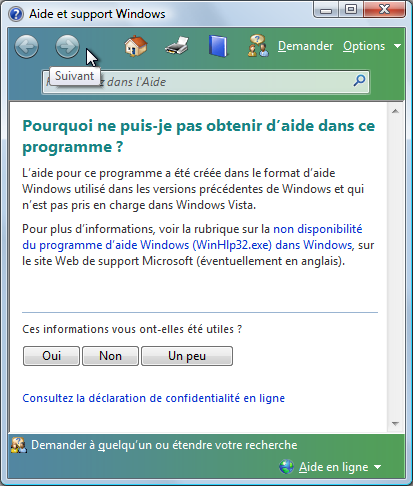 Aide et support Windows
Demander Options
Suivant
dans l'Aide
Pourquoi ne puis-je pas obtenir d'aide dans ce
programme ?
L'aide pour ce programme a été créée dans le format d'aide
Windows utilisé dans les versions précédentes de Windows et qui
n'est pas pris en charge dans Windows Vista.
Pour plus d'informations, voir la rubrique sur la non disponibilité
du programme d'aide Windows (WinHlp32.exe) dans Windows, sur
le site Web de support Microsoft (éventuellement en anglais).
Ces informations vous ont-elles été utiles ?
Oui Non Un peu
Consultez la déclaration de confidentialité en ligne
Demander à quelqu'un ou étendre votre recherche
Aide en ligne